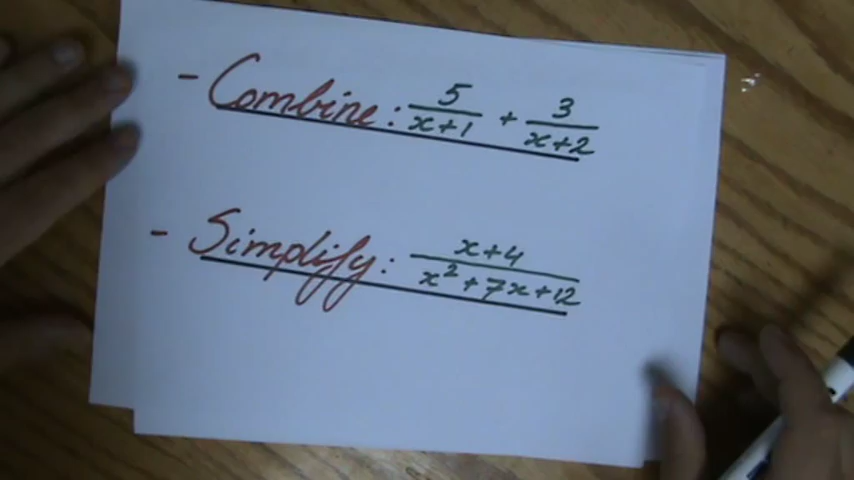 - Combine: 5/(x+1) + 3/(x+2)
- Simplify: (x+4)/(x²+7x+12)